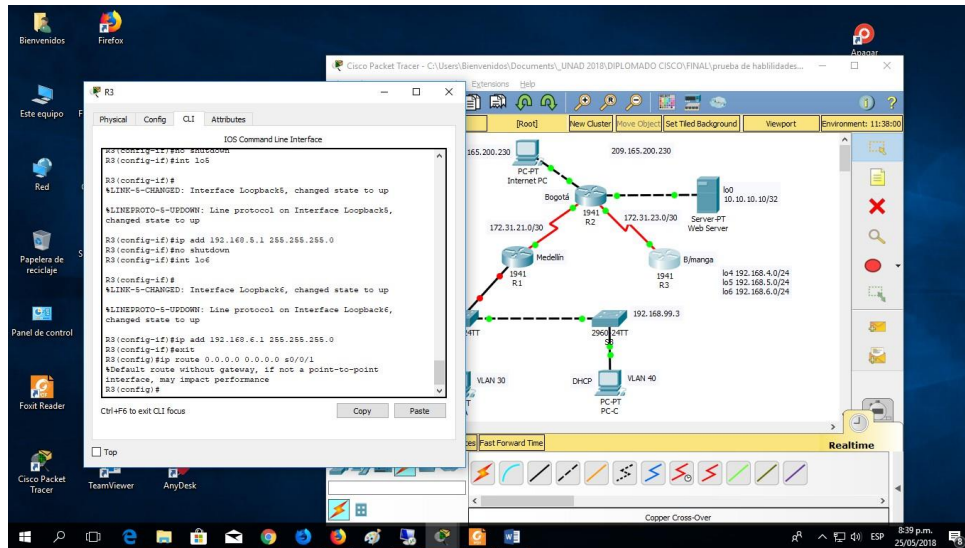 Bienvenidos
Firefox
Apagar
Este equipo
Red
Papelera de
reciclaje
Panel de control
Foxit Reader
Cisco Packet
Tracer
TeamViewer
AnyDesk
Cisco Packet Tracer - C:\Users\Bienvenidos\Documents\_UNAD 2018\DIPLOMADO CISCO\FINAL\prueba de hablilidades...
Extensions Help
[Root]
New Cluster
Move Object
Set Tiled Background
Viewport
Environment: 11:38:00
R3
Physical Config CLI Attributes
IOS Command Line Interface
R3(config-if)#no shutdown
R3(config-if)#int lo5
R3(config-if)#
%LINK-5-CHANGED: Interface Loopback5, changed state to up
%LINEPROTO-5-UPDOWN: Line protocol on Interface Loopback5,
changed state to up
R3(config-if)#ip add 192.168.5.1 255.255.255.0
R3(config-if)#no shutdown
R3(config-if)#int lo6
R3(config-if)#
%LINK-5-CHANGED: Interface Loopback6, changed state to up
%LINEPROTO-5-UPDOWN: Line protocol on Interface Loopback6,
changed state to up
R3(config-if)#ip add 192.168.6.1 255.255.255.0
R3(config-if)#exit
R3(config)#ip route 0.0.0.0 0.0.0.0 s0/0/1
%Default route without gateway, if not a point-to-point
interface, may impact performance
R3(config)#
Ctrl+F6 to exit CLI focus
Copy
Paste
Top
165.200.230
209.165.200.230
PC-PT
Internet PC
Bogotá
1941
R2
lo0
10.10.10.10/32
Server-PT
Web Server
172.31.21.0/30
172.31.23.0/30
Medellín
1941
R1
B/manga
1941
R3
lo4 192.168.4.0/24
lo5 192.168.5.0/24
lo6 192.168.6.0/24
192.168.99.3
24TT
2960-24TT
S3
VLAN 30
DHCP
VLAN 40
PC-PT
PC-C
Fast Forward Time
Realtime
Copper Cross-Over
ESP
8:39 p.m.
25/05/2018